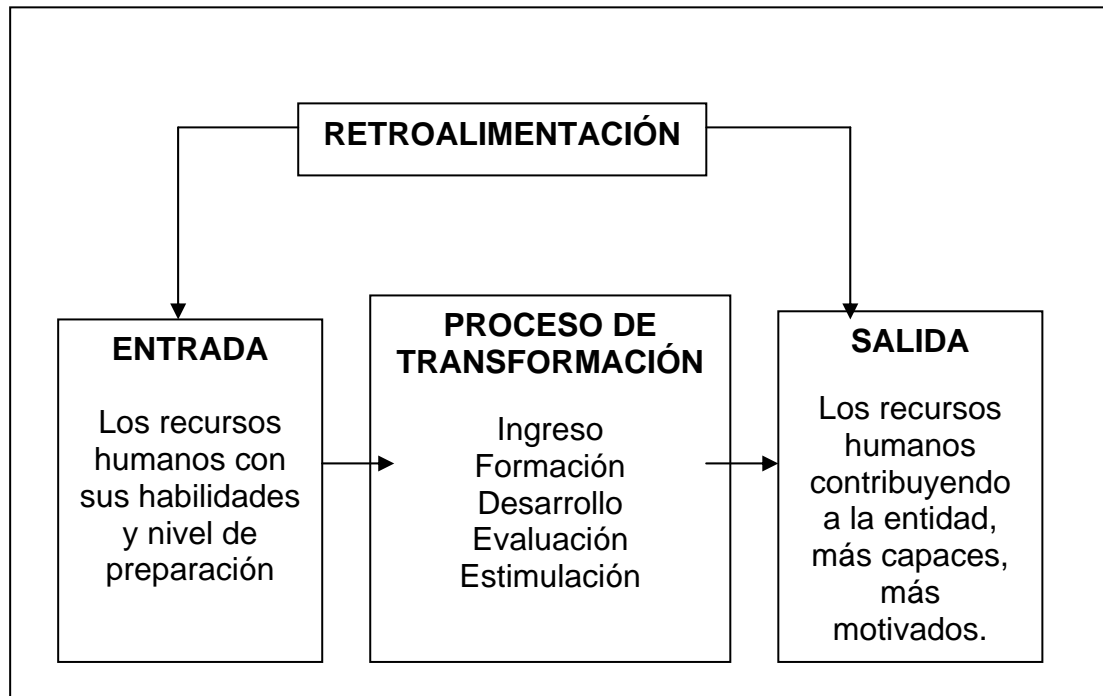 RETROALIMENTACIÓN
ENTRADA
Los recursos
humanos con
sus habilidades
y nivel de
preparación
PROCESO DE
TRANSFORMACIÓN
Ingreso
Formación
Desarrollo
Evaluación
Estimulación
SALIDA
Los recursos
humanos
contribuyendo
a la entidad,
más capaces,
más
motivados.